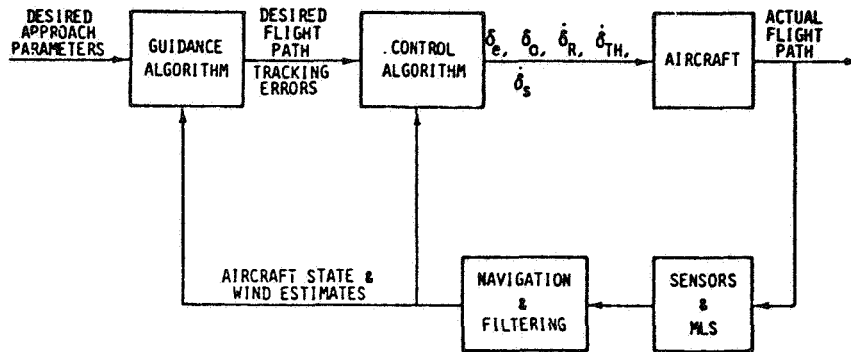 DESIRED
APPROACH
PARAMETERS
GUIDANCE
ALGORITHM
DESIRED
FLIGHT
PATH
TRACKING
ERRORS
CONTROL
ALGORITHM
δe, δa, δ̇R, δ̇TH,
δ̇s
AIRCRAFT
ACTUAL
FLIGHT
PATH
AIRCRAFT STATE &
WIND ESTIMATES
NAVIGATION
&
FILTERING
SENSORS
&
MLS